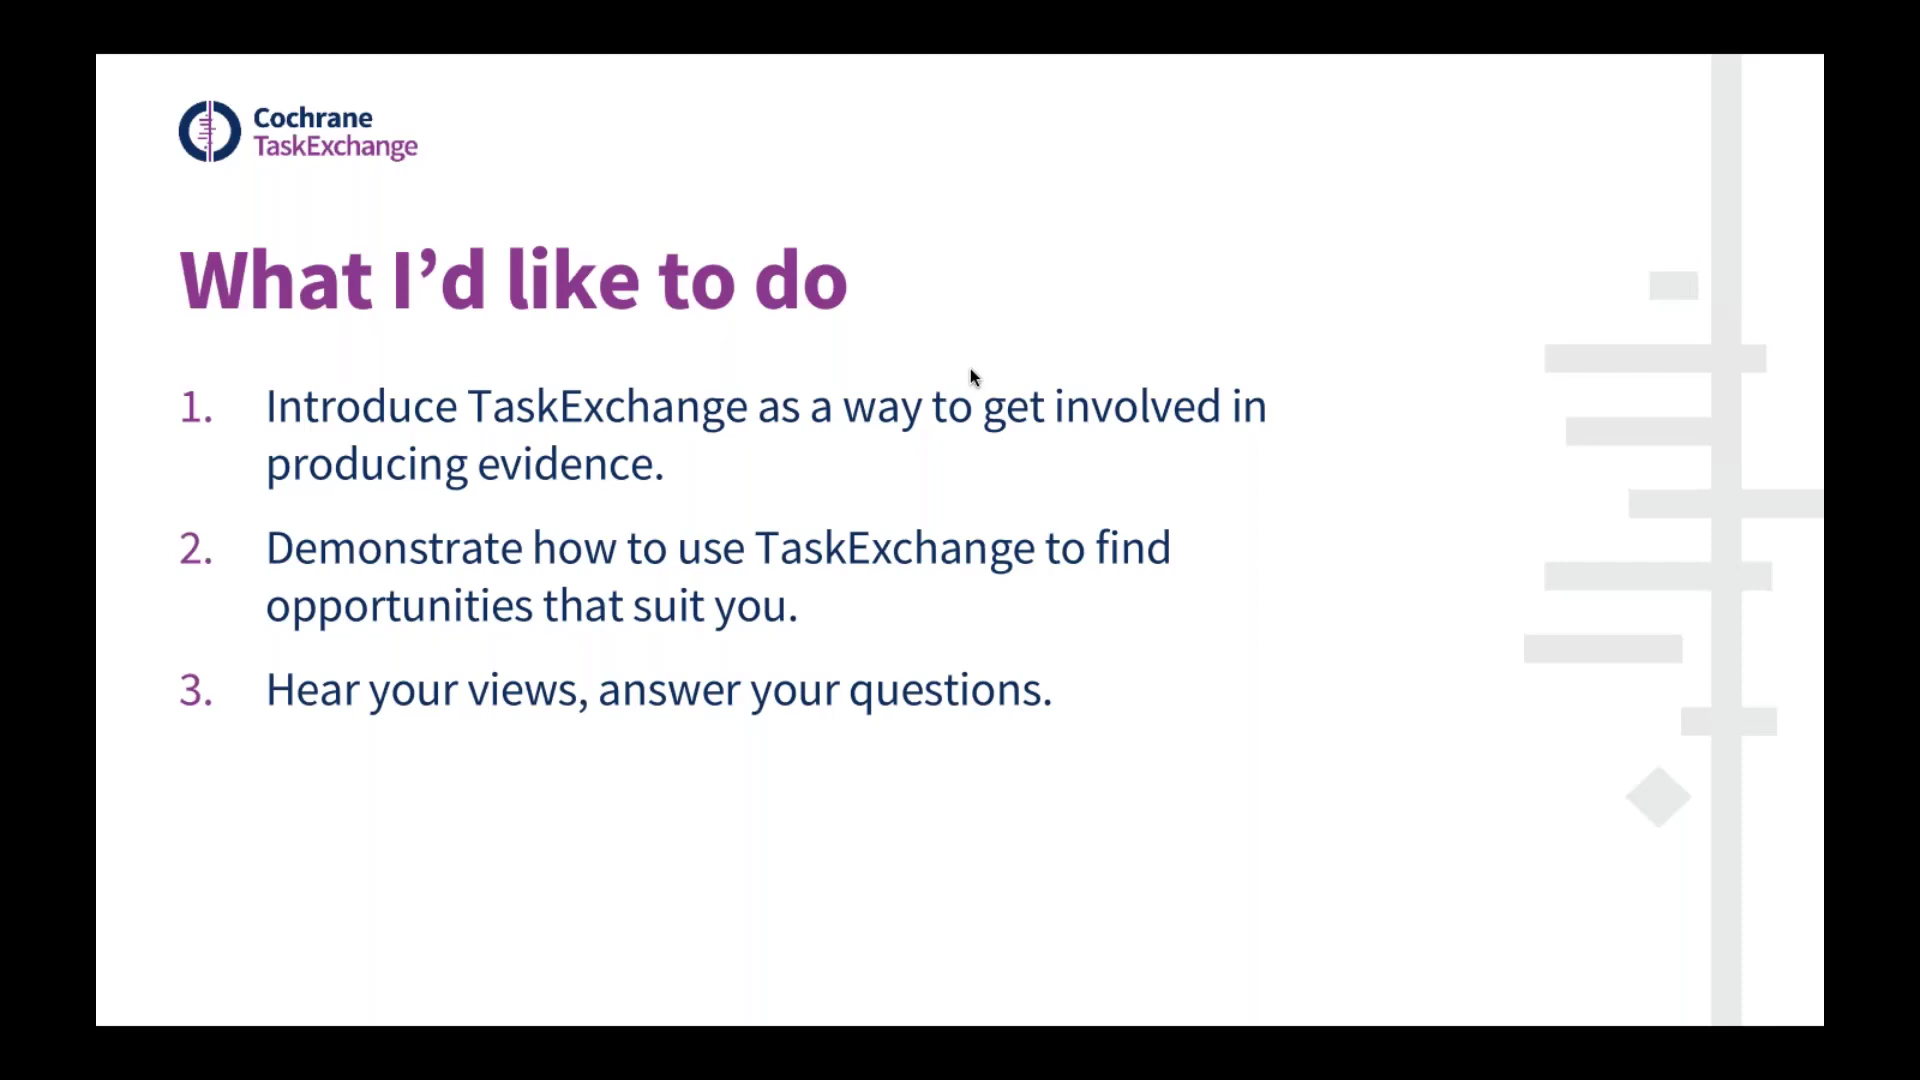 Cochrane
TaskExchange
What I’d like to do
1. Introduce TaskExchange as a way to get involved in
producing evidence.
2. Demonstrate how to use TaskExchange to find
opportunities that suit you.
3. Hear your views, answer your questions.